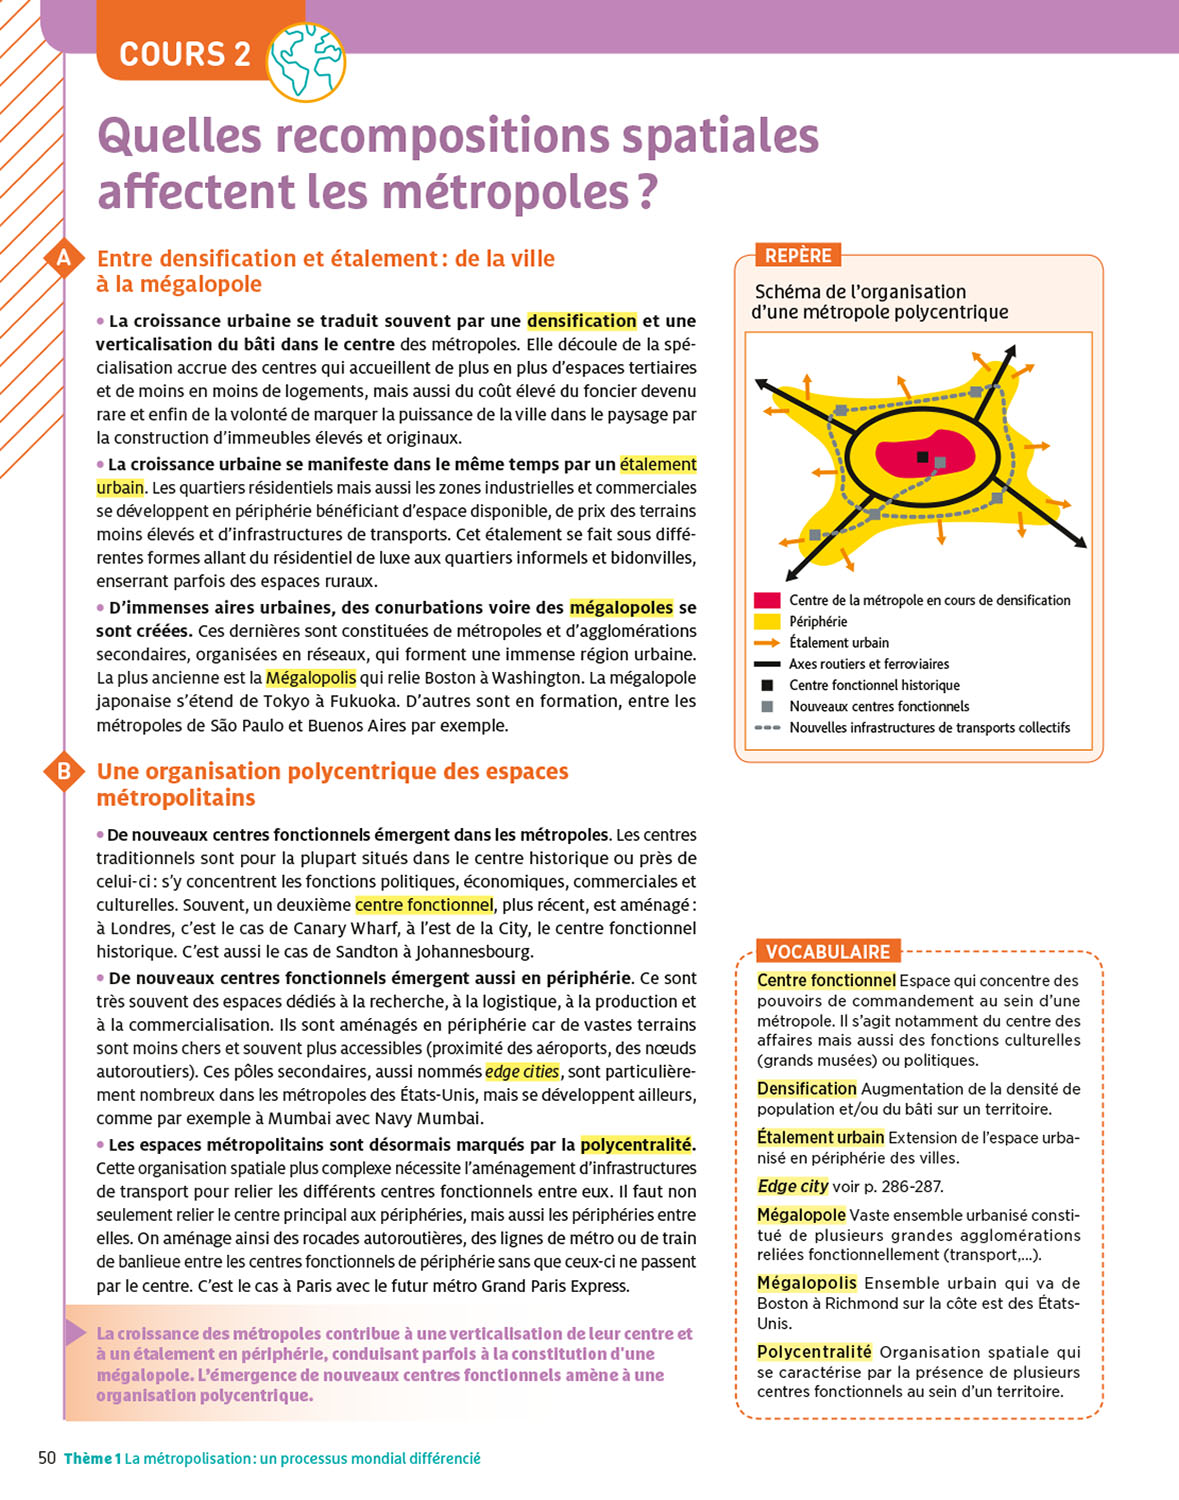 COURS 2
Quelles recompositions spatiales
affectent les métropoles ?
A
Entre densification et étalement : de la ville
à la mégalopole
• La croissance urbaine se traduit souvent par une densification et une
verticalisation du bâti dans le centre des métropoles. Elle découle de la spé-
cialisation accrue des centres qui accueillent de plus en plus d'espaces tertiaires
et de moins en moins de logements, mais aussi du coût élevé du foncier devenu
rare et enfin de la volonté de marquer la puissance de la ville dans le paysage par
la construction d'immeubles élevés et originaux.
• La croissance urbaine se manifeste dans le même temps par un étalement
urbain. Les quartiers résidentiels mais aussi les zones industrielles et commerciales
se développent en périphérie bénéficiant d'espace disponible, de prix des terrains
moins élevés et d'infrastructures de transports. Cet étalement se fait sous diffé-
rentes formes allant du résidentiel de luxe aux quartiers informels et bidonvilles,
enserrant parfois des espaces ruraux.
• D'immenses aires urbaines, des conurbations voire des mégalopoles se
sont créées. Ces dernières sont constituées de métropoles et d'agglomérations
secondaires, organisées en réseaux, qui forment une immense région urbaine.
La plus ancienne est la Mégalopolis qui relie Boston à Washington. La mégalopole
japonaise s'étend de Tokyo à Fukuoka. D'autres sont en formation, entre les
métropoles de São Paulo et Buenos Aires par exemple.
B
Une organisation polycentrique des espaces
métropolitains
• De nouveaux centres fonctionnels émergent dans les métropoles. Les centres
traditionnels sont pour la plupart situés dans le centre historique ou près de
celui-ci : s'y concentrent les fonctions politiques, économiques, commerciales et
culturelles. Souvent, un deuxième centre fonctionnel, plus récent, est aménagé :
à Londres, c'est le cas de Canary Wharf, à l'est de la City, le centre fonctionnel
historique. C'est aussi le cas de Sandton à Johannesbourg.
• De nouveaux centres fonctionnels émergent aussi en périphérie. Ce sont
très souvent des espaces dédiés à la recherche, à la logistique, à la production et
à la commercialisation. Ils sont aménagés en périphérie car de vastes terrains
sont moins chers et souvent plus accessibles (proximité des aéroports, des nœuds
autoroutiers). Ces pôles secondaires, aussi nommés edge cities, sont particulière-
ment nombreux dans les métropoles des États-Unis, mais se développent ailleurs,
comme par exemple à Mumbai avec Navy Mumbai.
• Les espaces métropolitains sont désormais marqués par la polycentralité.
Cette organisation spatiale plus complexe nécessite l'aménagement d'infrastructures
de transport pour relier les différents centres fonctionnels entre eux. Il faut non
seulement relier le centre principal aux périphéries, mais aussi les périphéries entre
elles. On aménage ainsi des rocades autoroutières, des lignes de métro ou de train
de banlieue entre les centres fonctionnels de périphérie sans que ceux-ci ne passent
par le centre. C'est le cas à Paris avec le futur métro Grand Paris Express.
La croissance des métropoles contribue à une verticalisation de leur centre et
à un étalement en périphérie, conduisant parfois à la constitution d'une
mégalopole. L'émergence de nouveaux centres fonctionnels amène à une
organisation polycentrique.
REPÈRE
Schéma de l'organisation
d'une métropole polycentrique
Centre de la métropole en cours de densification
Périphérie
Étalement urbain
Axes routiers et ferroviaires
Centre fonctionnel historique
Nouveaux centres fonctionnels
Nouvelles infrastructures de transports collectifs
VOCABULAIRE
Centre fonctionnel Espace qui concentre des
pouvoirs de commandement au sein d'une
métropole. Il s'agit notamment du centre des
affaires mais aussi des fonctions culturelles
(grands musées) ou politiques.
Densification Augmentation de la densité de
population et/ou du bâti sur un territoire.
Étalement urbain Extension de l'espace urba-
nisé en périphérie des villes.
Edge city voir p. 286-287.
Mégalopole Vaste ensemble urbanisé consti-
tué de plusieurs grandes agglomérations
reliées fonctionnellement (transport,...).
Mégalopolis Ensemble urbain qui va de
Boston à Richmond sur la côte est des États-
Unis.
Polycentralité Organisation spatiale qui
se caractérise par la présence de plusieurs
centres fonctionnels au sein d'un territoire.
50 Thème 1 La métropolisation : un processus mondial différencié